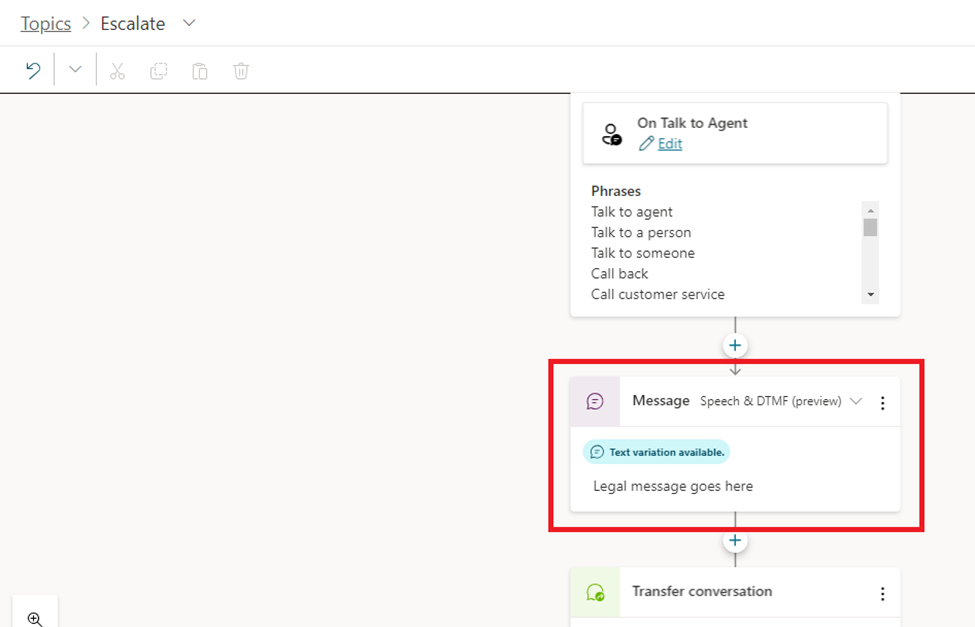 Topics > Escalate
On Talk to Agent
Edit
Phrases
Talk to agent
Talk to a person
Talk to someone
Call back
Call customer service
Message Speech & DTMF (preview)
Text variation available.
Legal message goes here
Transfer conversation